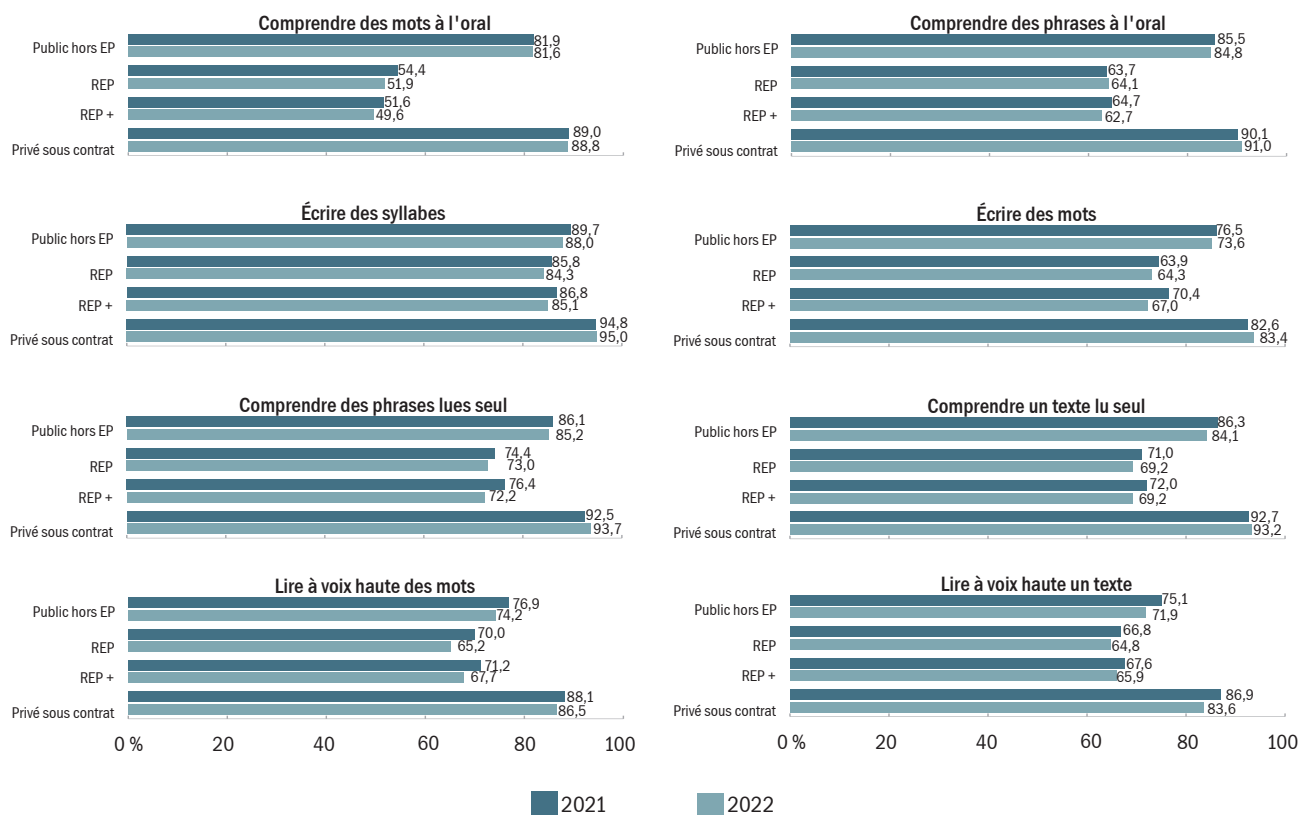 Comprendre des mots à l'oral
Public hors EP 81,9
81,6
REP 54,4
51,9
REP + 51,6
49,6
Privé sous contrat 89,0
88,8
Comprendre des phrases à l'oral
Public hors EP 85,5
84,8
REP 63,7
64,1
REP + 64,7
62,7
Privé sous contrat 90,1
91,0
Écrire des syllabes
Public hors EP 89,7
88,0
REP 85,8
84,3
REP + 86,8
85,1
Privé sous contrat 94,8
95,0
Écrire des mots
Public hors EP 76,5
73,6
REP 63,9
64,3
REP + 70,4
67,0
Privé sous contrat 82,6
83,4
Comprendre des phrases lues seul
Public hors EP 86,1
85,2
REP 74,4
73,0
REP + 76,4
72,2
Privé sous contrat 92,5
93,7
Comprendre un texte lu seul
Public hors EP 86,3
84,1
REP 71,0
69,2
REP + 72,0
69,2
Privé sous contrat 92,7
93,2
Lire à voix haute des mots
Public hors EP 76,9
74,2
REP 70,0
65,2
REP + 71,2
67,7
Privé sous contrat 88,1
86,5
0 % 20 40 60 80 100
Lire à voix haute un texte
Public hors EP 75,1
71,9
REP 66,8
64,8
REP + 67,6
65,9
Privé sous contrat 86,9
83,6
0 % 20 40 60 80 100
2021 2022